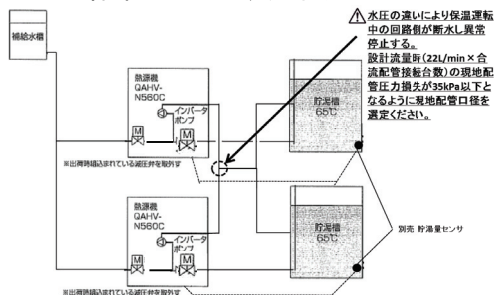 ⚠水圧の違いにより保温運転
中の回路側が断水し異常
停止する。
設計流量時(22L/min×合
流配管接続台数)の現地配
管圧力損失が35kPa以下と
なるように現地配管口径を
選定ください。
補給水槽
熱源機
QAHV-
N560C
インバータ
ポンプ
M
M
貯湯槽
65℃
※出荷時組込まれている減圧弁を取外す
熱源機
QAHV-
N560C
インバータ
ポンプ
M
M
貯湯槽
65℃
別売 貯湯量センサ
※出荷時組込まれている減圧弁を取外す